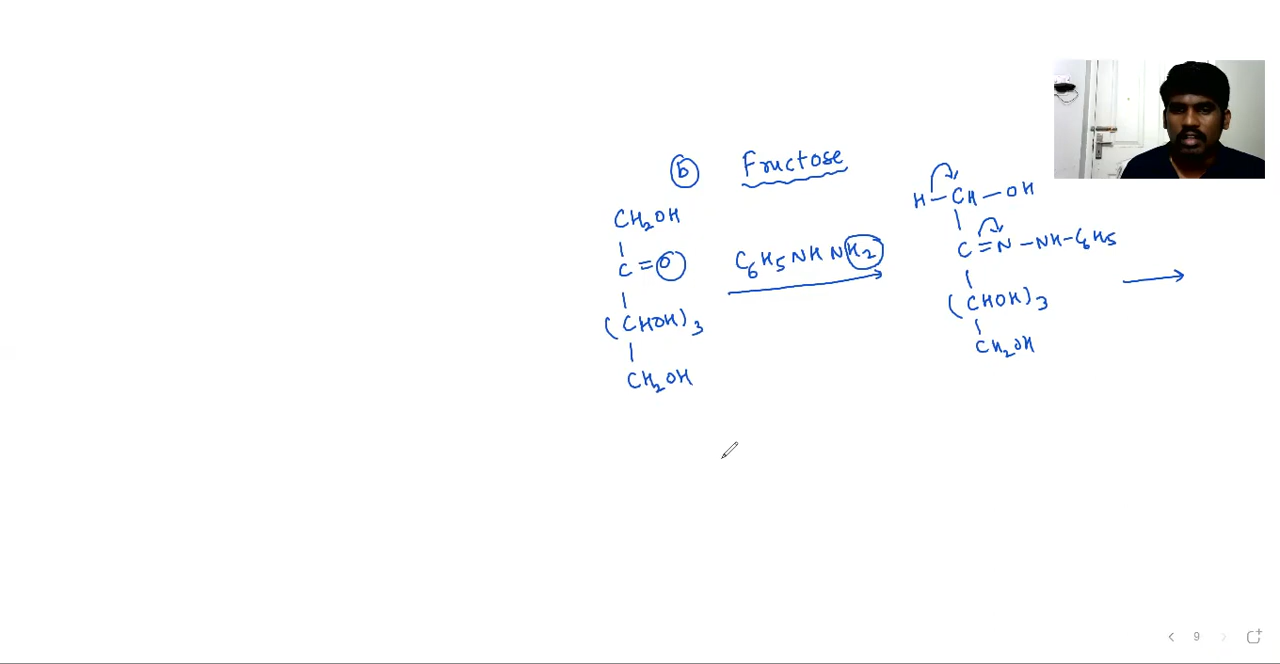 b Fructose
CH2OH
|
C=O
|
(CHOH)3
|
CH2OH
C6H5NHNH2
H-CH-OH
|
C=N-NH-C6H5
|
(CHOH)3
|
CH2OH
9